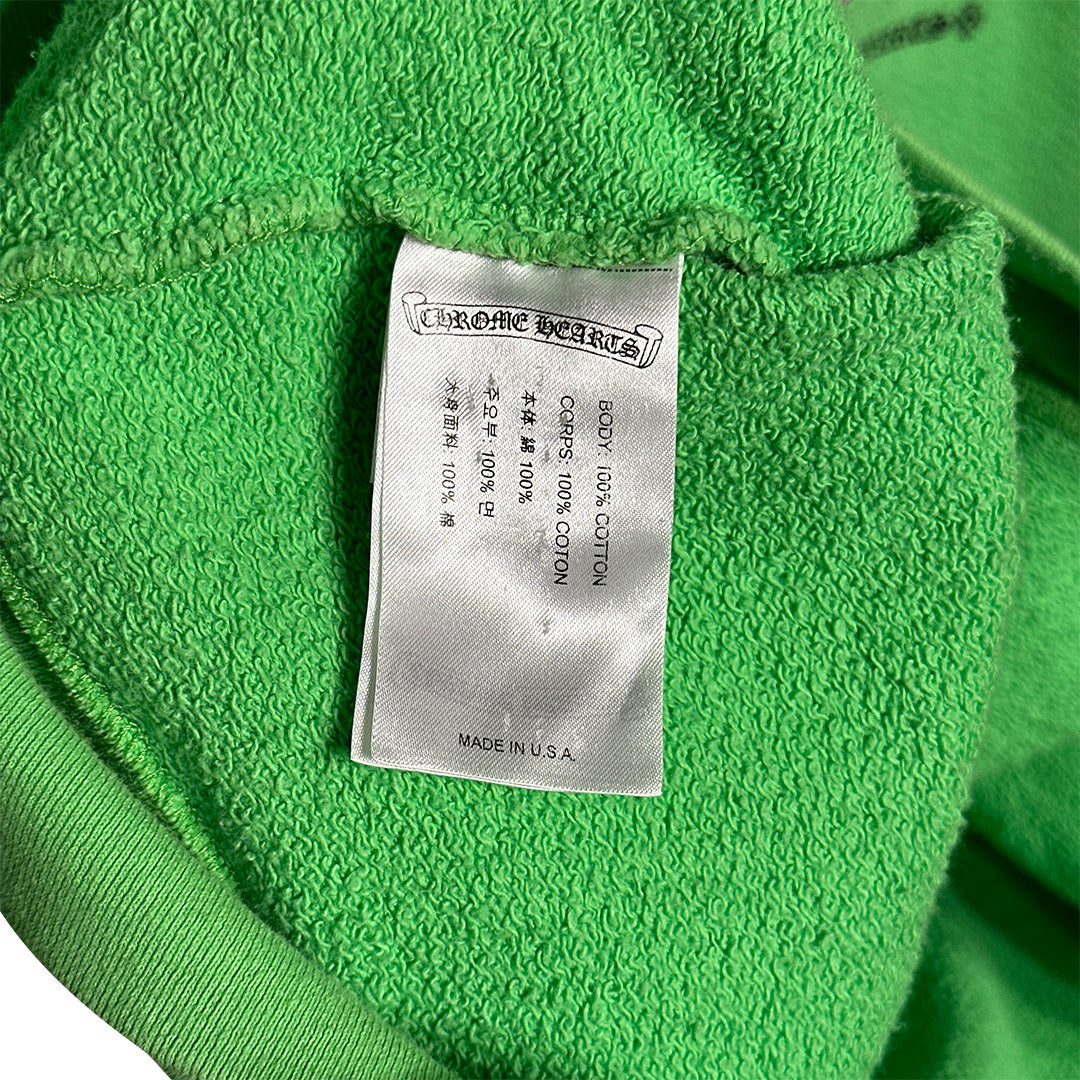 CHROME HEARTS
BODY: 100% COTTON
CORPS: 100% COTON
本体: 綿 100%
주요부: 100% 면
大身面料: 100% 棉
MADE IN U.S.A.